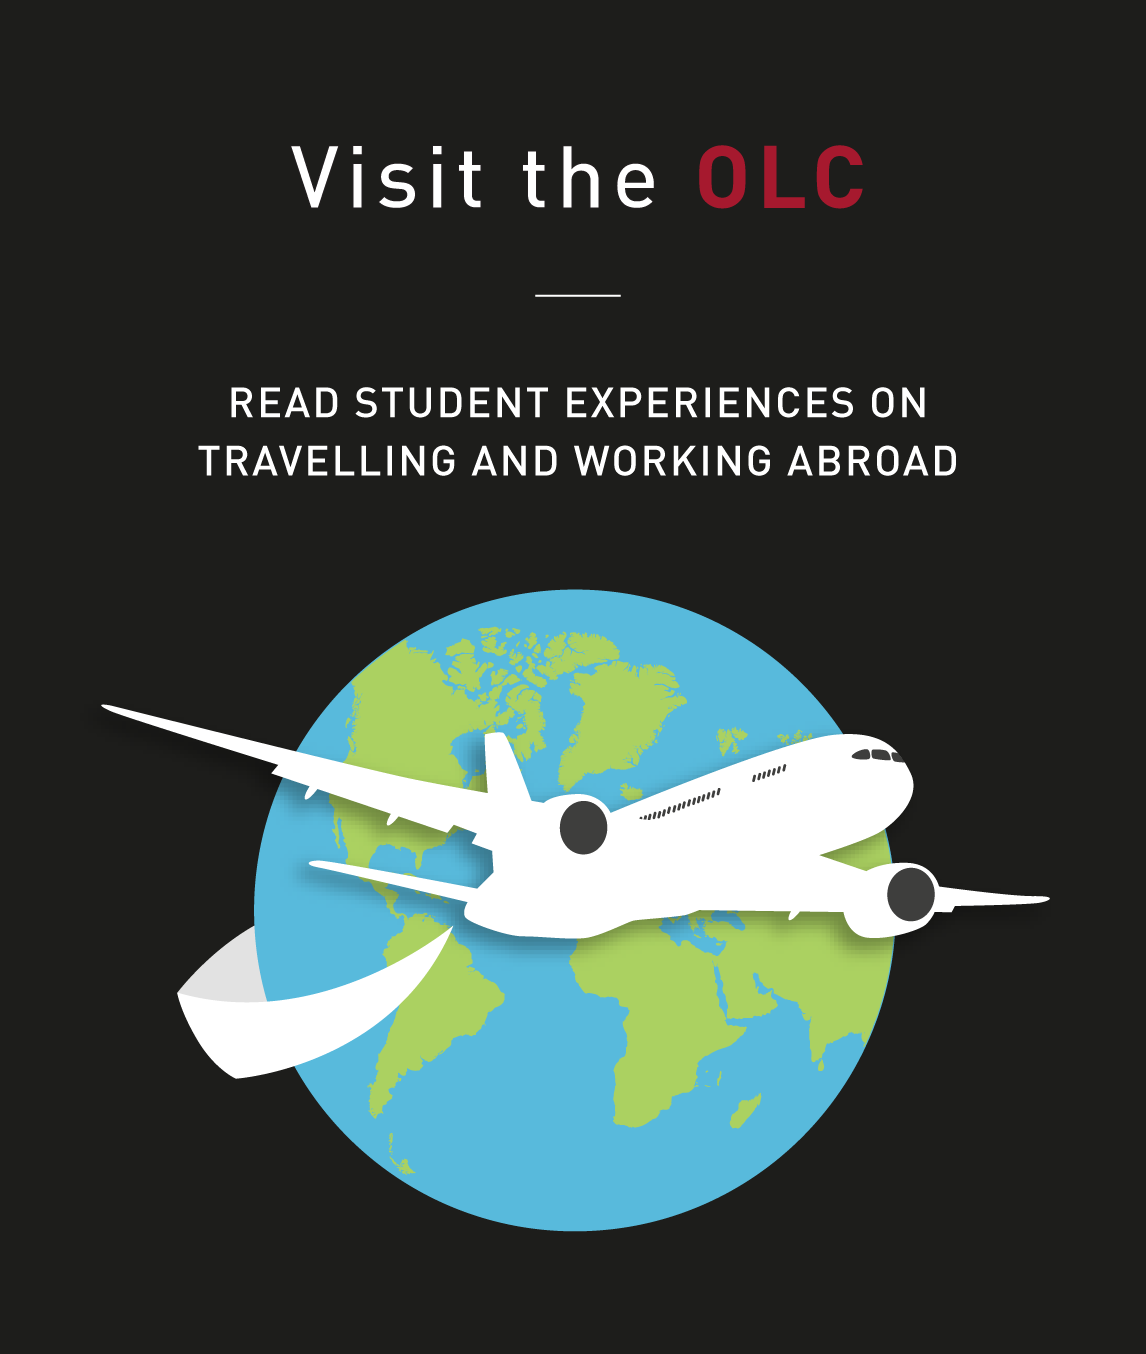 Visit the OLC
READ STUDENT EXPERIENCES ON
TRAVELLING AND WORKING ABROAD